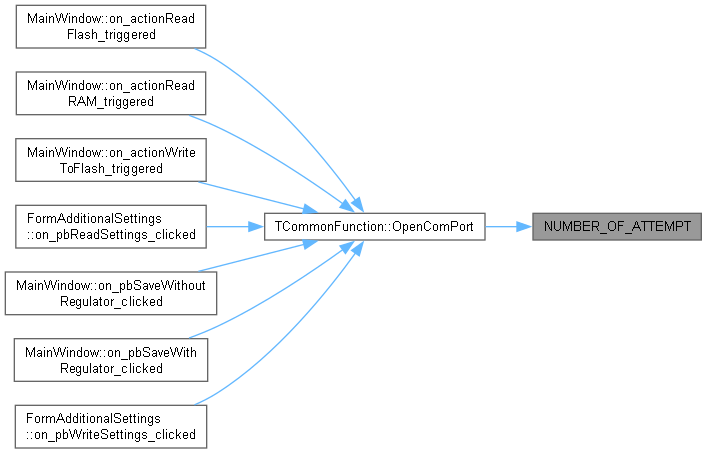 MainWindow::on_actionRead
Flash_triggered
MainWindow::on_actionRead
RAM_triggered
MainWindow::on_actionWrite
ToFlash_triggered
FormAdditionalSettings
::on_pbReadSettings_clicked
TCommonFunction::OpenComPort
NUMBER_OF_ATTEMPT
MainWindow::on_pbSaveWithout
Regulator_clicked
MainWindow::on_pbSaveWith
Regulator_clicked
FormAdditionalSettings
::on_pbWriteSettings_clicked